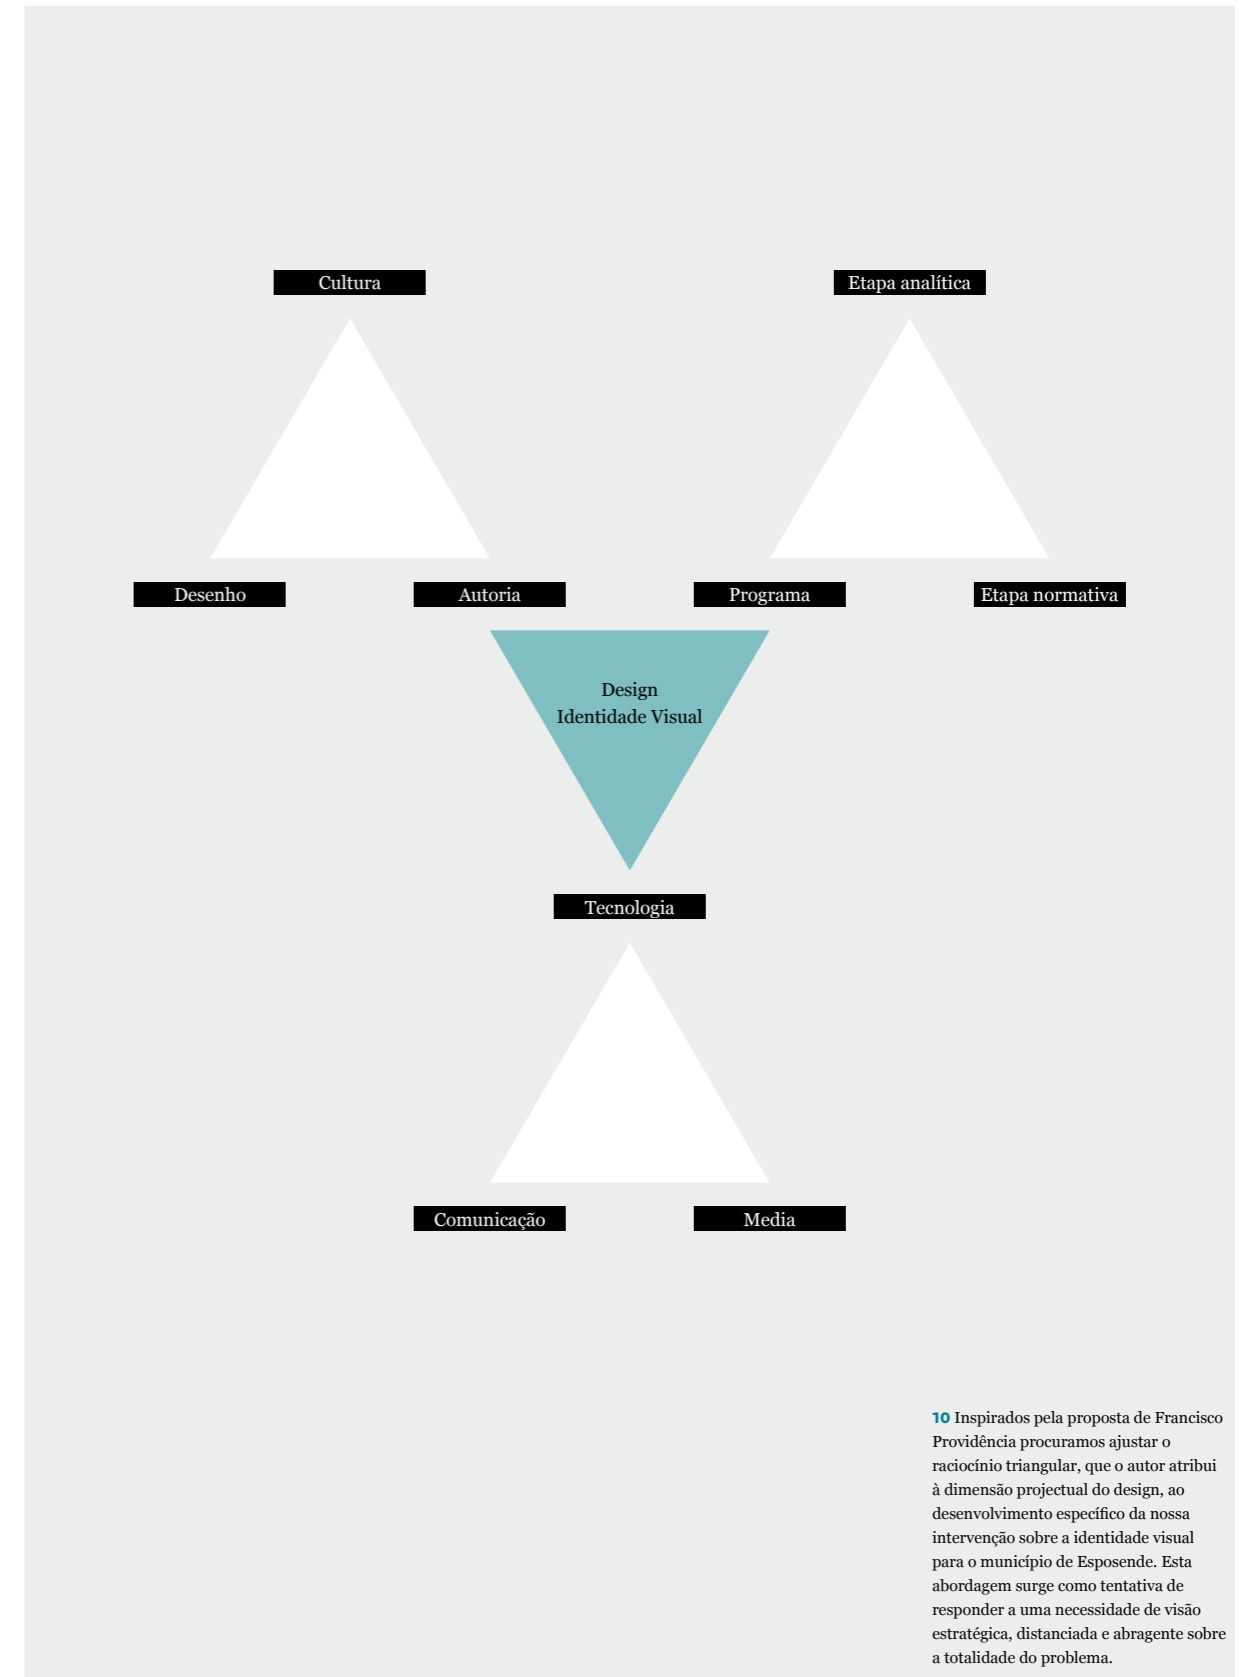 Cultura
Etapa analítica
Desenho
Autoria
Programa
Etapa normativa
Design
Identidade Visual
Tecnologia
Comunicação
Media
10 Inspirados pela proposta de Francisco
Providência procuramos ajustar o
raciocínio triangular, que o autor atribui
à dimensão projectual do design, ao
desenvolvimento específico da nossa
intervenção sobre a identidade visual
para o município de Esposende. Esta
abordagem surge como tentativa de
responder a uma necessidade de visão
estratégica, distanciada e abragente sobre
a totalidade do problema.